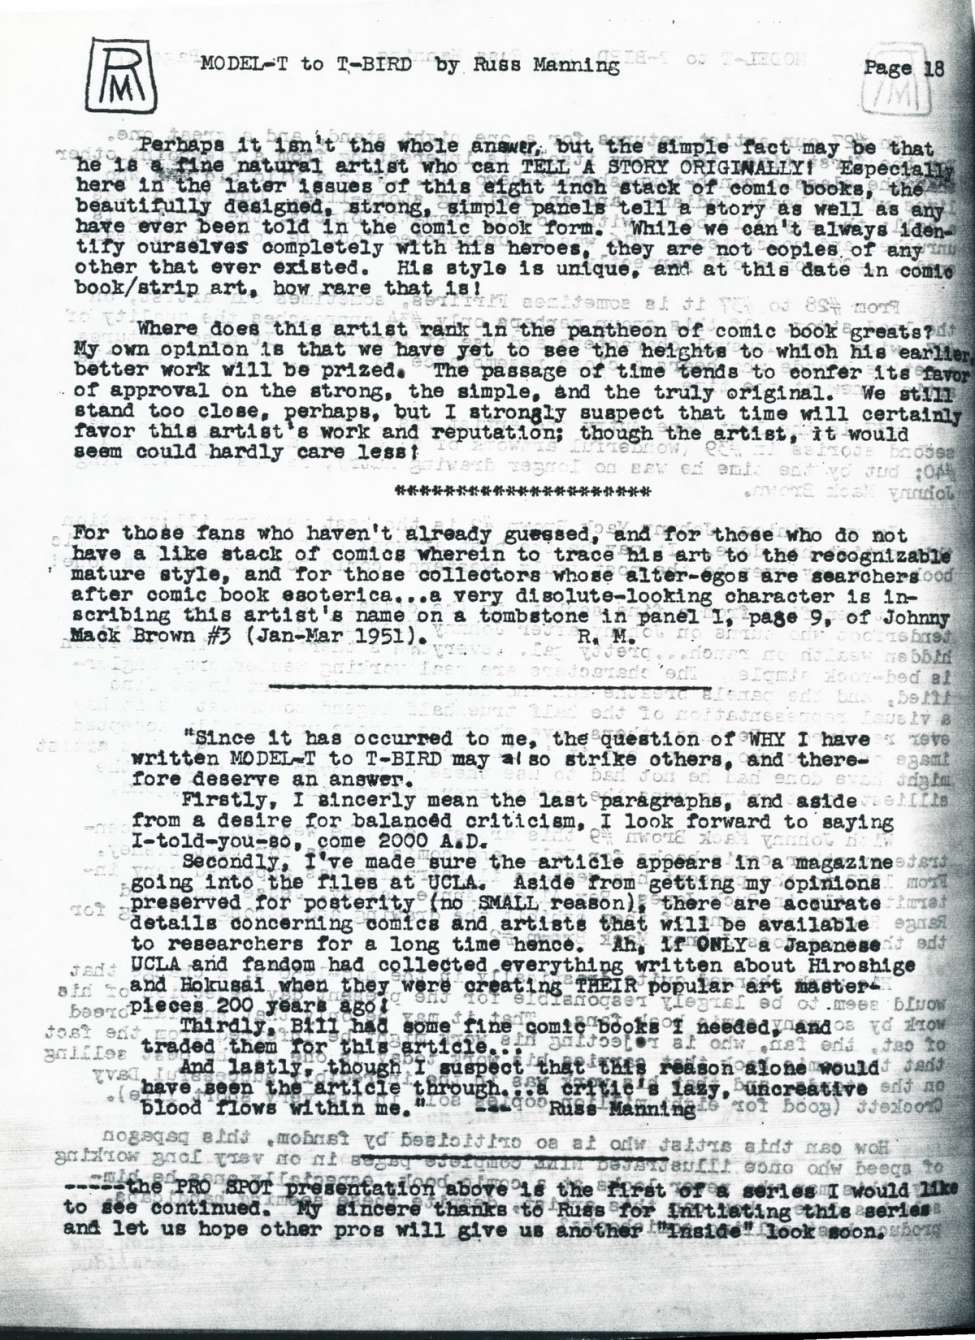 RM
MODEL-T to T-BIRD by Russ Manning Page 18
Perhaps it isn't the whole answer, but the simple fact may be that
he is a fine natural artist who can TELL A STORY ORIGINALLY! Especially
here in the later issues of this eight inch stack of comic books, the
beautifully designed, strong, simple panels tell a story as well as any
have ever been told in the comic book form. While we can't always iden-
tify ourselves completely with his heroes, they are not copies of any
other that ever existed. His style is unique, and at this date in comic
book/strip art, how rare that is!
Where does this artist rank in the pantheon of comic book greats?
My own opinion is that we have yet to see the heights to which his earlier,
better work will be prized. The passage of time tends to confer its favor
of approval on the strong, the simple, and the truly original. We still
stand too close, perhaps, but I strongly suspect that time will certainly
favor this artist's work and reputation; though the artist, it would
seem could hardly care less!
*************************
For those fans who haven't already guessed, and for those who do not
have a like stack of comics wherein to trace his art to the recognizable
mature style, and for those collectors whose alter-egos are searchers
after comic book esoterica...a very disolute-looking character is in-
scribing this artist's name on a tombstone in panel 1, page 9, of Johnny
Mack Brown #3 (Jan-Mar 1951). R. M.
"Since it has occurred to me, the question of WHY I have
written MODEL-T to T-BIRD may also strike others, and there-
fore deserve an answer.
Firstly, I sincerly mean the last paragraphs, and aside
from a desire for balanced criticism, I look forward to saying
I-told-you-so, come 2000 A.D.
Secondly, I've made sure the article appears in a magazine
going into the files at UCLA. Aside from getting my opinions
preserved for posterity (no SMALL reason), there are accurate
details concerning comics and artists that will be available
to researchers for a long time hence. Ah, if ONLY a Japanese
UCLA and fandom had collected everything written about Hiroshige
and Hokusai when they were creating THEIR popular art master-
pieces 200 years ago!
Thirdly, Bill had some fine comic books I needed, and
traded them for this article...
And lastly, though I suspect that this reason alone would
have seen the article through...a critic's lazy, uncreative
blood flows within me." --- Russ Manning
-----the PRO SPOT presentation above is the first of a series I would like
to see continued. My sincere thanks to Russ for initiating this series
and let us hope other pros will give us another "inside" look soon.